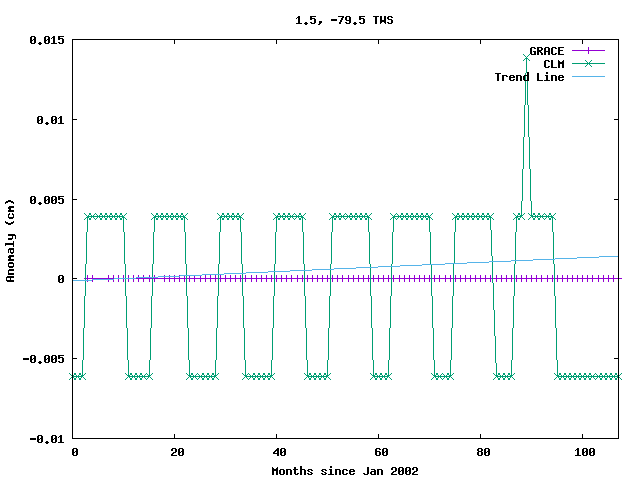 1.5, -79.5 TWS
0.015
0.01
0.005
0
-0.005
-0.01
Anomaly (cm)
GRACE
CLM
Trend Line
0 20 40 60 80 100
Months since Jan 2002